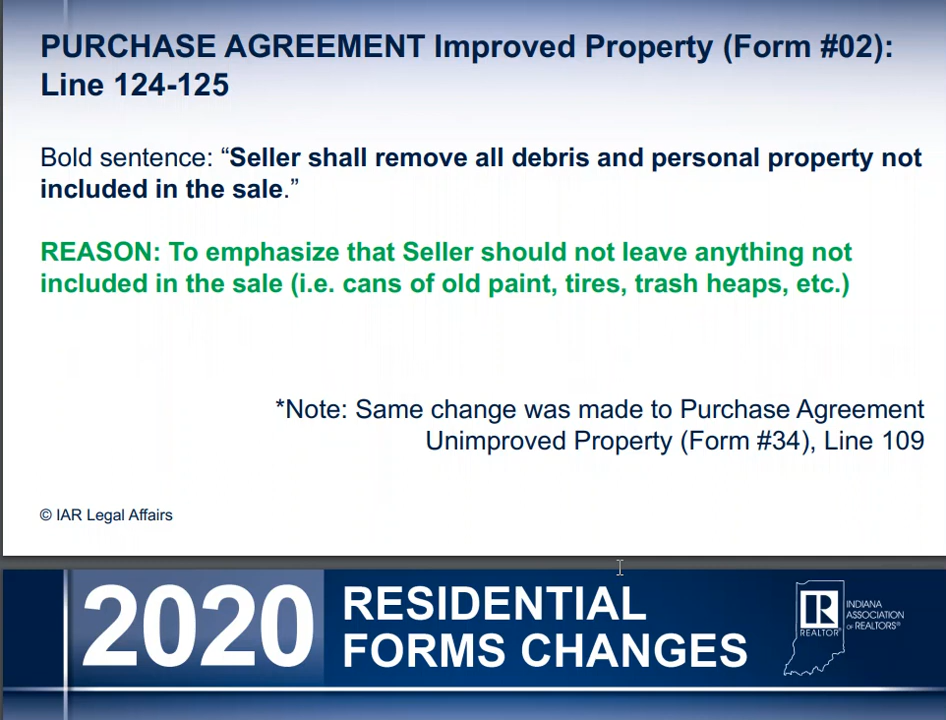 PURCHASE AGREEMENT Improved Property (Form #02):
Line 124-125
Bold sentence: “Seller shall remove all debris and personal property not
included in the sale.”
REASON: To emphasize that Seller should not leave anything not
included in the sale (i.e. cans of old paint, tires, trash heaps, etc.)
*Note: Same change was made to Purchase Agreement
Unimproved Property (Form #34), Line 109
© IAR Legal Affairs
2020
RESIDENTIAL
FORMS CHANGES
R
REALTOR®
INDIANA
ASSOCIATION
OF REALTORS®